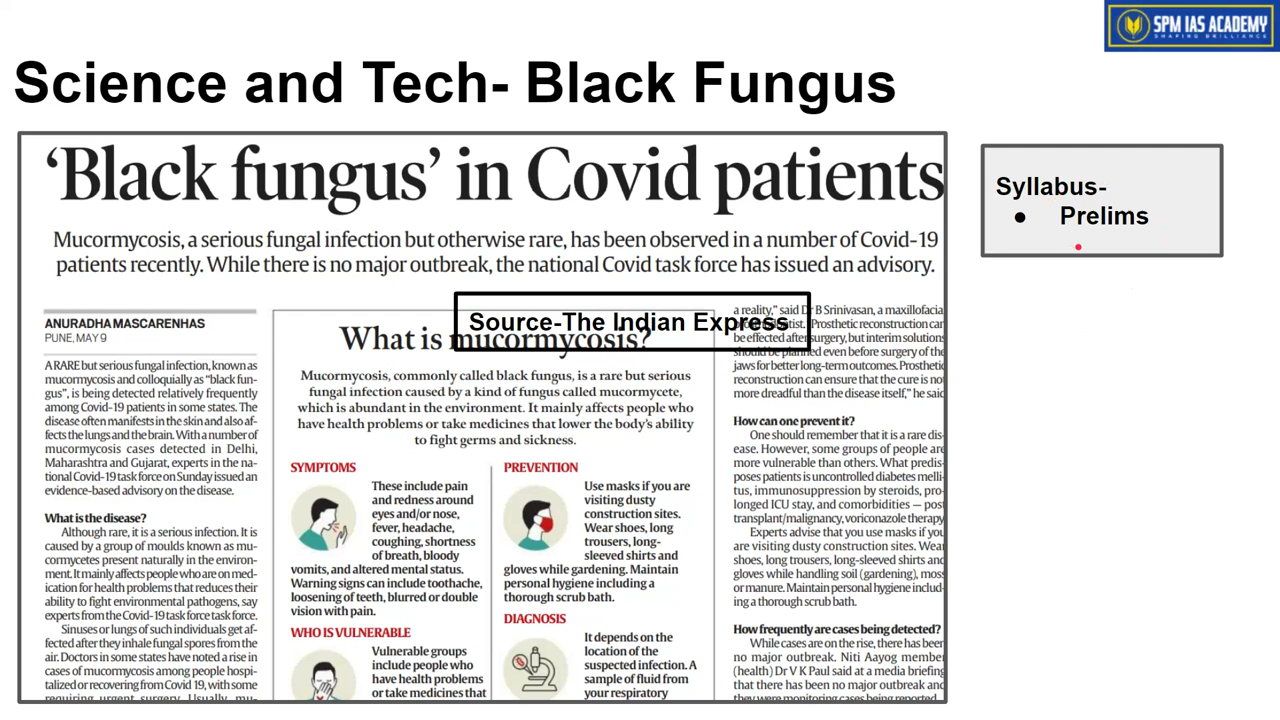 SPM IAS ACADEMY
SHAPING BRILLIANCE
Science and Tech- Black Fungus
‘Black fungus’ in Covid patients
Mucormycosis, a serious fungal infection but otherwise rare, has been observed in a number of Covid-19
patients recently. While there is no major outbreak, the national Covid task force has issued an advisory.
Syllabus-
● Prelims
Source-The Indian Express
ANURADHA MASCARENHAS
PUNE, MAY 9
A RARE but serious fungal infection, known as
mucormycosis and colloquially as “black fun-
gus”, is being detected relatively frequently
among Covid-19 patients in some states. The
disease often manifests in the skin and also af-
fects the lungs and the brain. With a number of
mucormycosis cases detected in Delhi,
Maharashtra and Gujarat, experts in the na-
tional Covid-19 task force on Sunday issued an
evidence-based advisory on the disease.
What is the disease?
Although rare, it is a serious infection. It is
caused by a group of moulds known as mu-
cormycetes present naturally in the environ-
ment. It mainly affects people who are on med-
ication for health problems that reduces their
ability to fight environmental pathogens, say
experts from the Covid-19 task force task force.
Sinuses or lungs of such individuals get af-
fected after they inhale fungal spores from the
air. Doctors in some states have noted a rise in
cases of mucormycosis among people hospi-
talized or recovering from Covid 19, with some
requiring urgent surgery. Usually, mu-
What is mucormycosis?
Mucormycosis, commonly called black fungus, is a rare but serious
fungal infection caused by a kind of fungus called mucormycete,
which is abundant in the environment. It mainly affects people who
have health problems or take medicines that lower the body’s ability
to fight germs and sickness.
SYMPTOMS
These include pain
and redness around
eyes and/or nose,
fever, headache,
coughing, shortness
of breath, bloody
vomits, and altered mental status.
Warning signs can include toothache,
loosening of teeth, blurred or double
vision with pain.
WHO IS VULNERABLE
Vulnerable groups
include people who
have health problems
or take medicines that
PREVENTION
Use masks if you are
visiting dusty
construction sites.
Wear shoes, long
trousers, long-
sleeved shirts and
gloves while gardening. Maintain
personal hygiene including a
thorough scrub bath.
DIAGNOSIS
It depends on the
location of the
suspected infection. A
sample of fluid from
your respiratory
a reality,” said Dr B Srinivasan, a maxillofacia
“Prosthetic reconstruction can
be effected after surgery, but interim solutions
should be planned even before surgery of the
jaws for better long-term outcomes. Prosthetic
reconstruction can ensure that the cure is not
more dreadful than the disease itself,” he said
How can one prevent it?
One should remember that it is a rare dis-
ease. However, some groups of people are
more vulnerable than others. What predis-
poses patients is uncontrolled diabetes melli-
tus, immunosuppression by steroids, pro-
longed ICU stay, and comorbidities — post
transplant/malignancy, voriconazole therapy
Experts advise that you use masks if you
are visiting dusty construction sites. Wear
shoes, long trousers, long-sleeved shirts and
gloves while handling soil (gardening), moss
or manure. Maintain personal hygiene includ-
ing a thorough scrub bath.
How frequently are cases being detected?
While cases are on the rise, there has been
no major outbreak. Niti Aayog member
(health) Dr V K Paul said at a media briefing
that there has been no major outbreak and
they were monitoring cases being reported.